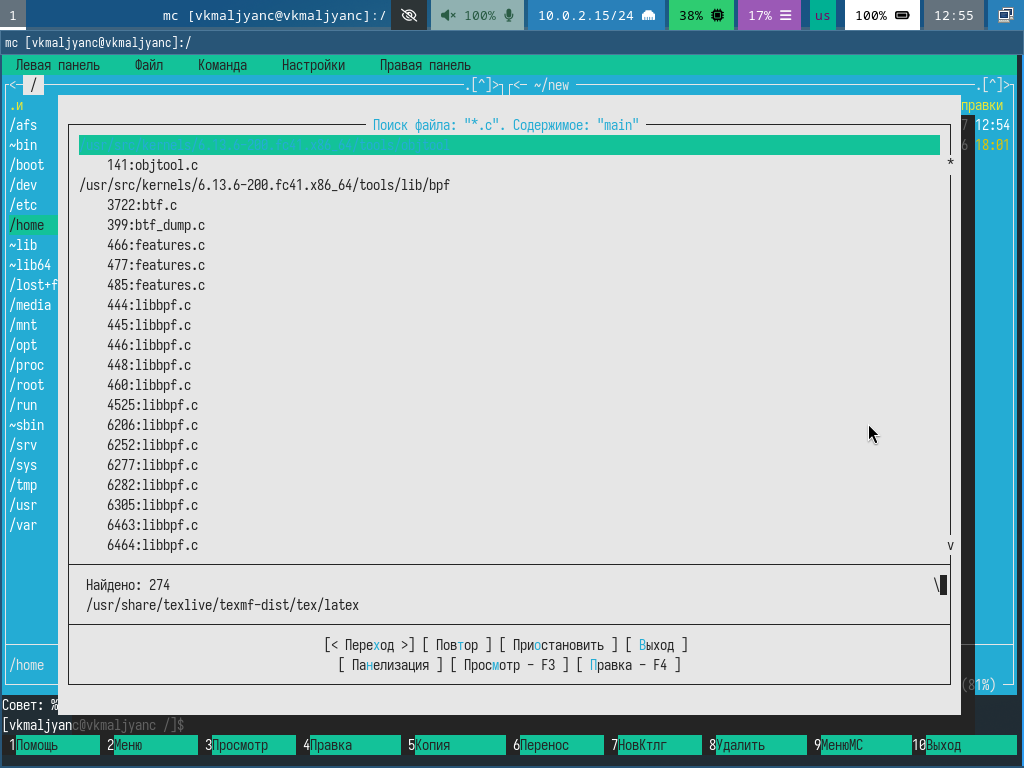 1 mc [vkmaljyanc@vkmaljyanc]:/ 100% 10.0.2.15/24 38% 17% us 100% 12:55
mc [vkmaljyanc@vkmaljyanc]:/
Левая панель Файл Команда Настройки Правая панель
<- / .[^]> <- ~/new .[^]>
.и правки
/afs 7 12:54
~bin 6 18:01
/boot
/dev
/etc
/home
~lib
~lib64
/lost+f
/media
/mnt
/opt
/proc
/root
/run
~sbin
/srv
/sys
/tmp
/usr
/var
/home
(81%)
Поиск файла: "*.c". Содержимое: "main"
141:objtool.c
/usr/src/kernels/6.13.6-200.fc41.x86_64/tools/lib/bpf
3722:btf.c
399:btf_dump.c
466:features.c
477:features.c
485:features.c
444:libbpf.c
445:libbpf.c
446:libbpf.c
448:libbpf.c
460:libbpf.c
4525:libbpf.c
6206:libbpf.c
6252:libbpf.c
6277:libbpf.c
6282:libbpf.c
6305:libbpf.c
6463:libbpf.c
6464:libbpf.c
*
v
Найдено: 274 \
/usr/share/texlive/texmf-dist/tex/latex
[< Переход >] [ Повтор ] [ Приостановить ] [ Выход ]
[ Панелизация ] [ Просмотр - F3 ] [ Правка - F4 ]
Совет: %
[vkmaljyanc@vkmaljyanc /]$
1Помощь 2Меню 3Просмотр 4Правка 5Копия 6Перенос 7НовКтлг 8Удалить 9МенюMC 10Выход